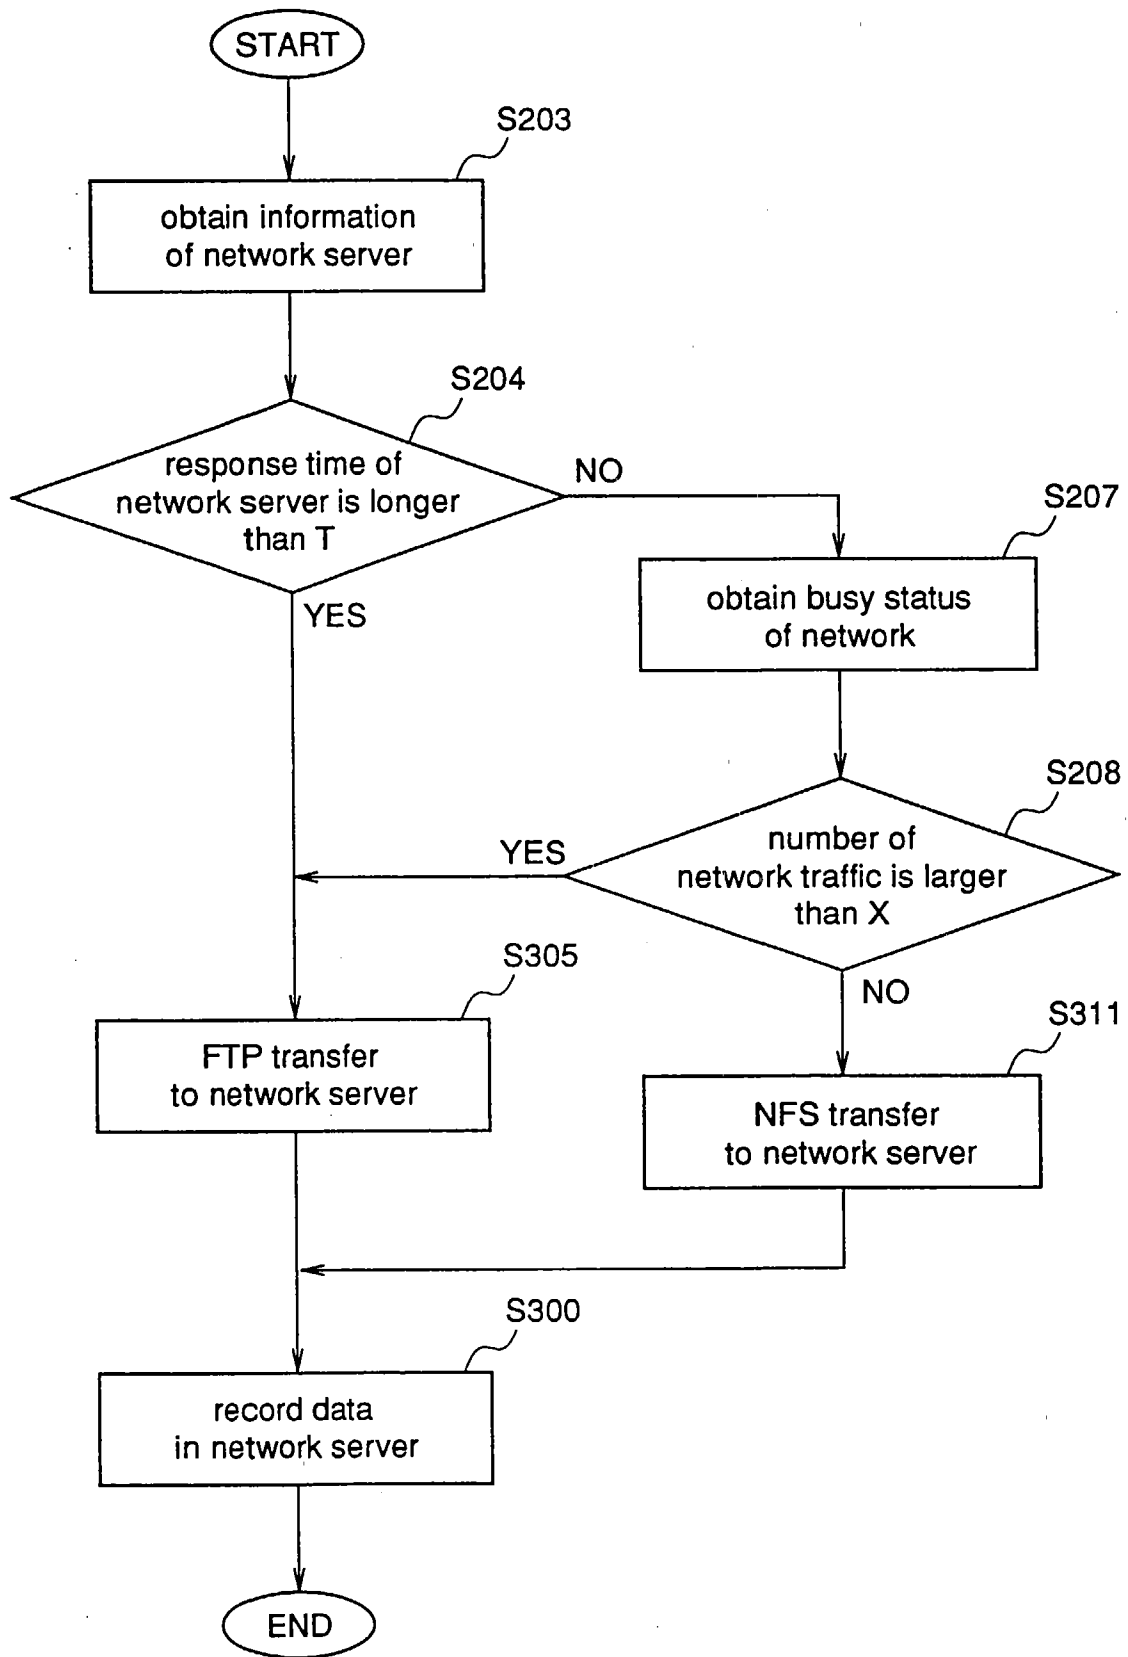 START
S203
obtain information
of network server
S204
response time of
network server is longer
than T
NO
YES
S207
obtain busy status
of network
S208
number of
network traffic is larger
than X
YES
NO
S305
FTP transfer
to network server
S311
NFS transfer
to network server
S300
record data
in network server
END